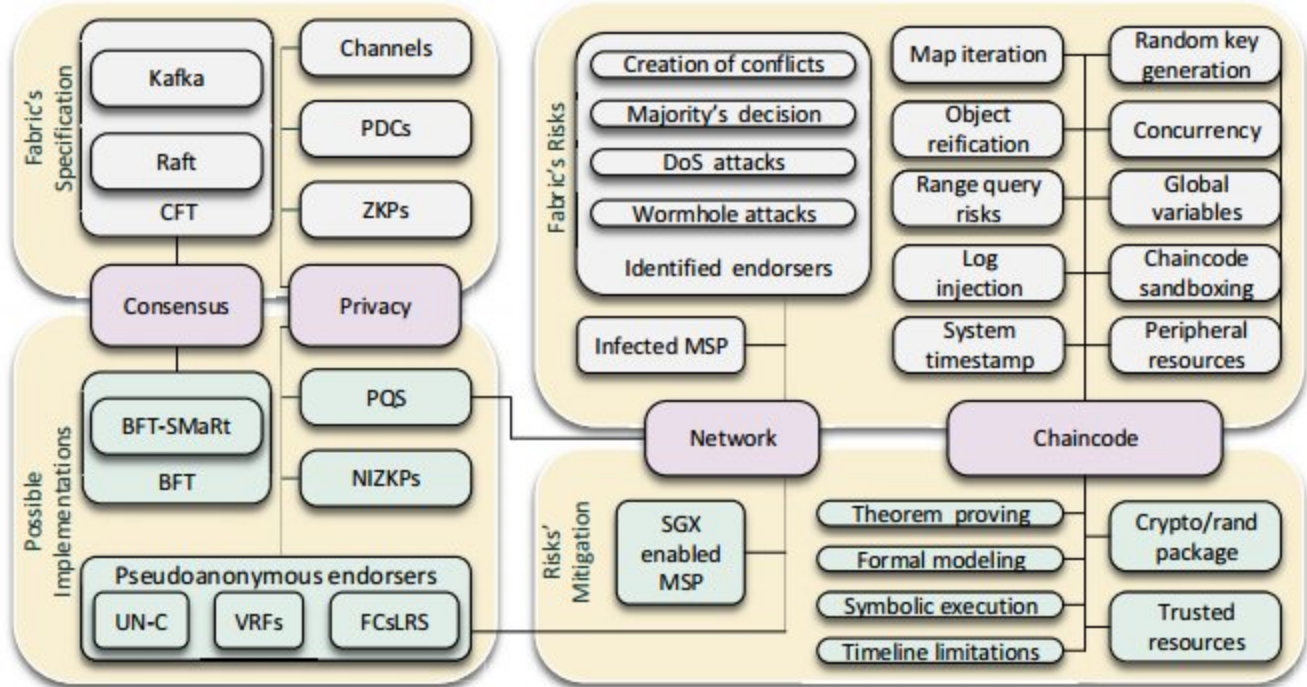 Fabric's
Specification
Kafka
Raft
CFT
Channels
PDCs
ZKPs
Consensus
Privacy
Possible
Implementations
BFT-SMaRt
BFT
PQS
NIZKPs
Pseudoanonymous endorsers
UN-C
VRFs
FCsLRS
Fabric's Risks
Creation of conflicts
Majority's decision
DoS attacks
Wormhole attacks
Identified endorsers
Infected MSP
Map iteration
Object
reification
Range query
risks
Log
injection
System
timestamp
Random key
generation
Concurrency
Global
variables
Chaincode
sandboxing
Peripheral
resources
Network
Chaincode
Risks'
Mitigation
SGX
enabled
MSP
Theorem proving
Formal modeling
Symbolic execution
Timeline limitations
Crypto/rand
package
Trusted
resources